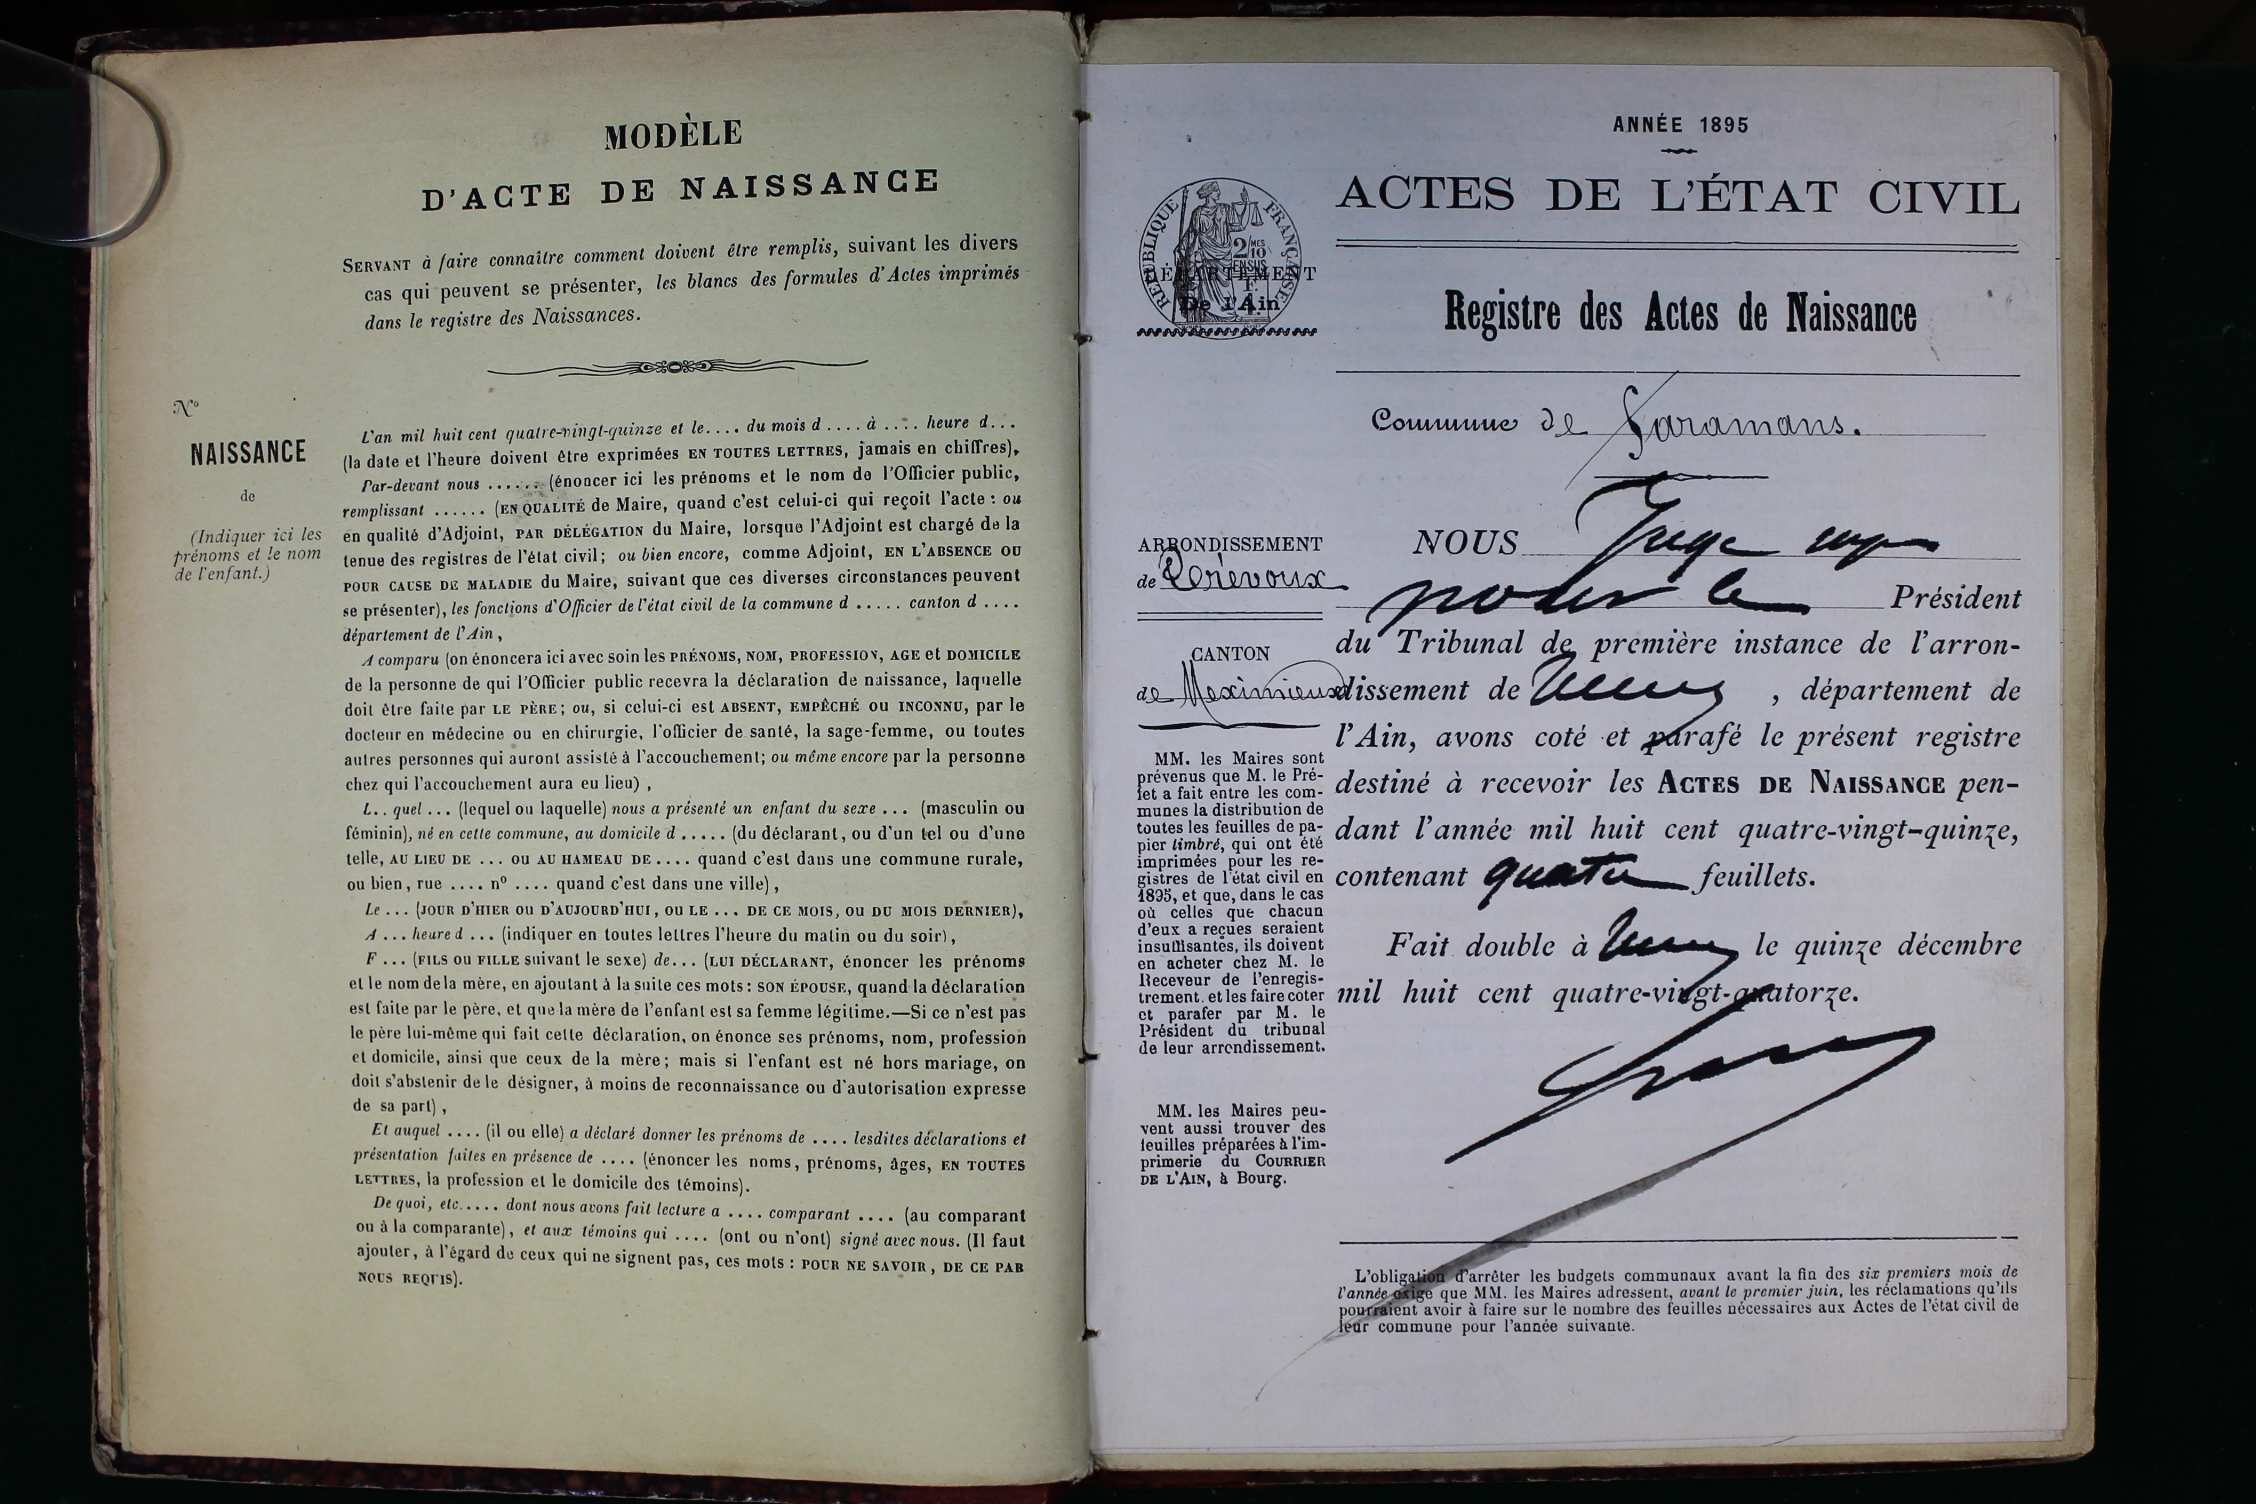 MODÈLE
D'ACTE DE NAISSANCE
SERVANT à faire connaître comment doivent être remplis, suivant les divers
cas qui peuvent se présenter, les blancs des formules d'Actes imprimés
dans le registre des Naissances.
N°
NAISSANCE
de
(Indiquer ici les
prénoms et le nom
de l'enfant.)
L'an mil huit cent quatre-vingt-quinze et le.... du mois d .... à .... heure d...
(la date et l'heure doivent être exprimées EN TOUTES LETTRES, jamais en chiffres),
Par-devant nous ...... (énoncer ici les prénoms et le nom de l'Officier public,
remplissant ...... (EN QUALITÉ de Maire, quand c'est celui-ci qui reçoit l'acte : ou
en qualité d'Adjoint, PAR DÉLÉGATION du Maire, lorsque l'Adjoint est chargé de la
tenue des registres de l'état civil; ou bien encore, comme Adjoint, EN L'ABSENCE OU
POUR CAUSE DE MALADIE du Maire, suivant que ces diverses circonstances peuvent
se présenter), les fonctions d'Officier de l'état civil de la commune d ..... canton d ....
département de l'Ain,
A comparu (on énoncera ici avec soin les PRÉNOMS, NOM, PROFESSION, AGE et DOMICILE
de la personne de qui l'Officier public recevra la déclaration de naissance, laquelle
doit être faite par LE PÈRE; ou, si celui-ci est ABSENT, EMPÊCHÉ OU INCONNU, par le
docteur en médecine ou en chirurgie, l'officier de santé, la sage-femme, ou toutes
autres personnes qui auront assisté à l'accouchement; ou même encore par la personne
chez qui l'accouchement aura eu lieu),
L.. quel ... (lequel ou laquelle) nous a présenté un enfant du sexe ... (masculin ou
féminin), né en cette commune, au domicile d ..... (du déclarant, ou d'un tel ou d'une
telle, AU LIEU DE ... OU AU HAMEAU DE .... quand c'est dans une commune rurale,
ou bien, rue .... n° .... quand c'est dans une ville),
Le ... (JOUR D'HIER OU D'AUJOURD'HUI, OU LE ... DE CE MOIS, OU DU MOIS DERNIER),
A ... heure d ... (indiquer en toutes lettres l'heure du matin ou du soir),
F ... (FILS OU FILLE suivant le sexe) de... (LUI DÉCLARANT, énoncer les prénoms
et le nom de la mère, en ajoutant à la suite ces mots : SON ÉPOUSE, quand la déclaration
est faite par le père, et que la mère de l'enfant est sa femme légitime.—Si ce n'est pas
le père lui-même qui fait cette déclaration, on énonce ses prénoms, nom, profession
et domicile, ainsi que ceux de la mère; mais si l'enfant est né hors mariage, on
doit s'abstenir de le désigner, à moins de reconnaissance ou d'autorisation expresse
de sa part),
Et auquel .... (il ou elle) a déclaré donner les prénoms de .... lesdites déclarations et
présentation faites en présence de .... (énoncer les noms, prénoms, âges, EN TOUTES
LETTRES, la profession et le domicile des témoins).
De quoi, etc..... dont nous avons fait lecture a .... comparant .... (au comparant
ou à la comparante), et aux témoins qui .... (ont ou n'ont) signé avec nous. (Il faut
ajouter, à l'égard de ceux qui ne signent pas, ces mots : POUR NE SAVOIR, DE CE PAR
NOUS REQUIS).
ANNÉE 1895
ACTES DE L'ÉTAT CIVIL
RÉPUBLIQUE FRANÇAISE
2/10 MES
EN SUS
DÉPARTEMENT
De l'Ain
Registre des Actes de Naissance
Commune de Faramans.
ARRONDISSEMENT
de Trévoux
CANTON
de Meximieux
MM. les Maires sont
prévenus que M. le Pré-
fet a fait entre les com-
munes la distribution de
toutes les feuilles de pa-
pier timbré, qui ont été
imprimées pour les re-
gistres de l'état civil en
1895, et que, dans le cas
où celles que chacun
d'eux a reçues seraient
insuffisantes, ils doivent
en acheter chez M. le
Receveur de l'enregis-
trement. et les faire coter
et parafer par M. le
Président du tribunal
de leur arrondissement.
MM. les Maires peu-
vent aussi trouver des
feuilles préparées à l'im-
primerie du COURRIER
DE L'AIN, à Bourg.
NOUS Juge
pour le Président
du Tribunal de première instance de l'arron-
dissement de , département de
l'Ain, avons coté et parafé le présent registre
destiné à recevoir les ACTES DE NAISSANCE pen-
dant l'année mil huit cent quatre-vingt-quinze,
contenant quatre feuillets.
Fait double à le quinze décembre
mil huit cent quatre-vingt-quatorze.
L'obligation d'arrêter les budgets communaux avant la fin des six premiers mois de
l'année exige que MM. les Maires adressent, avant le premier juin, les réclamations qu'ils
pourraient avoir à faire sur le nombre des feuilles nécessaires aux Actes de l'état civil de
leur commune pour l'année suivante.